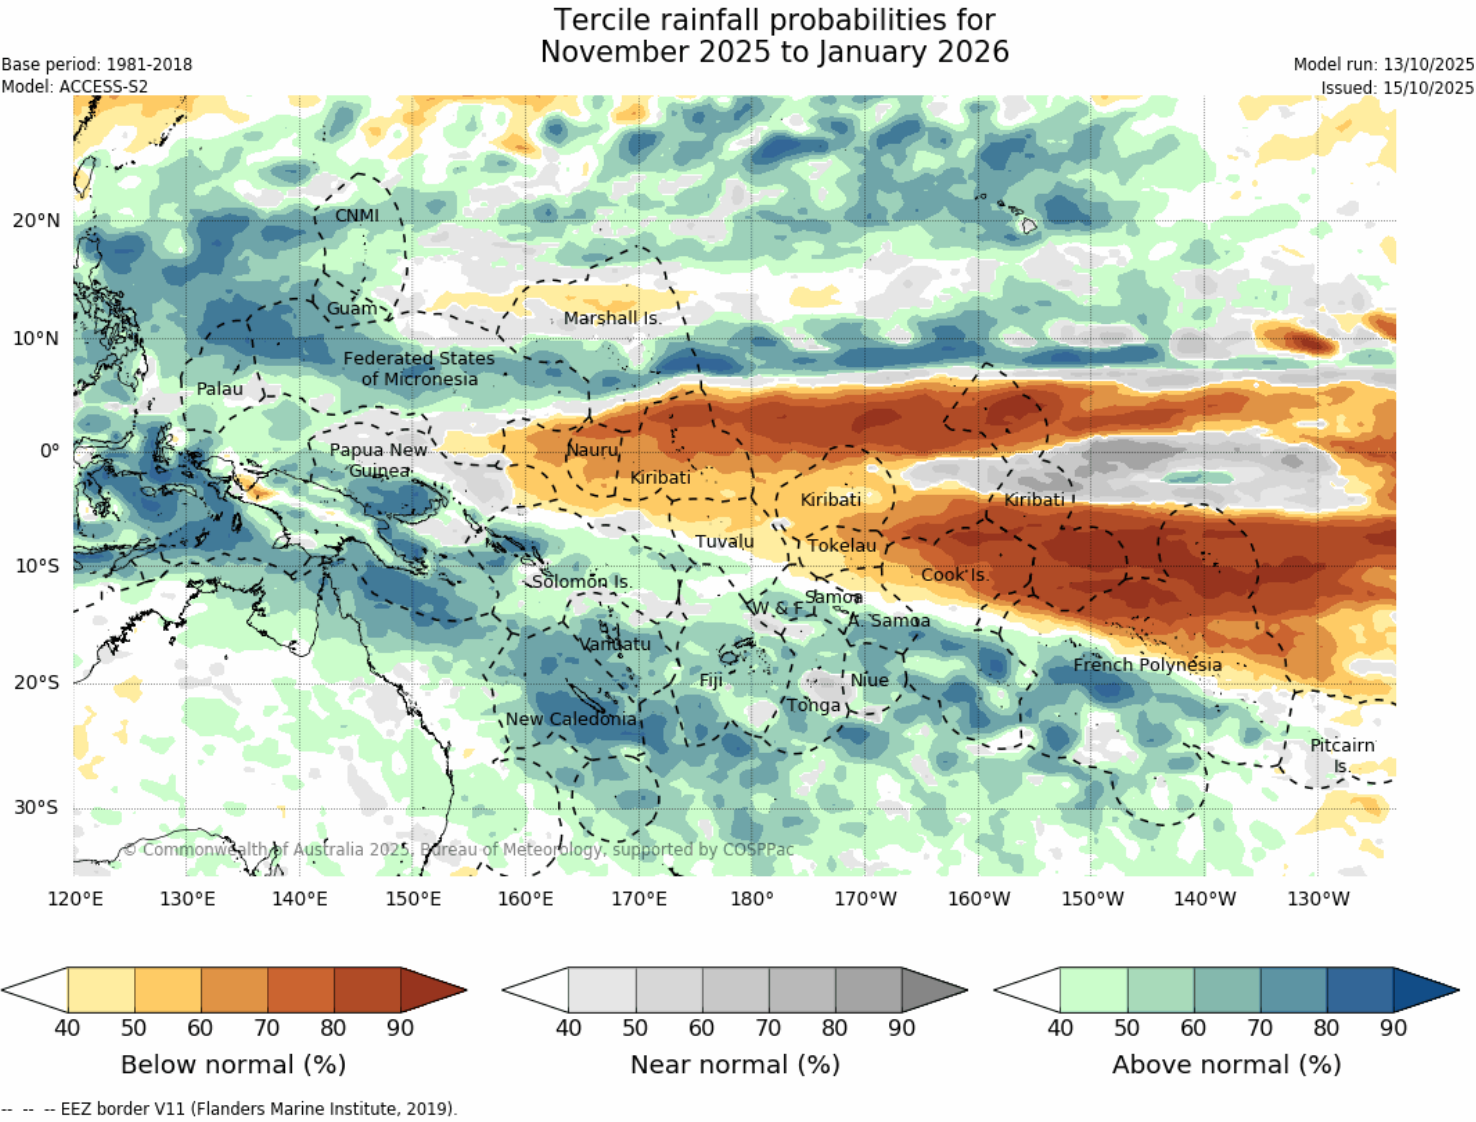 Tercile rainfall probabilities for
November 2025 to January 2026
Base period: 1981-2018
Model: ACCESS-S2
Model run: 13/10/2025
Issued: 15/10/2025
20°N
10°N
0°
10°S
20°S
30°S
CNMI
Guam
Marshall Is.
Federated States
of Micronesia
Palau
Papua New
Guinea
Nauru
Kiribati
Kiribati
Kiribati
Tuvalu
Tokelau
Cook Is.
Solomon Is.
Samoa
W & F
A. Samoa
Vanuatu
French Polynesia
Fiji
Niue
Tonga
New Caledonia
Pitcairn
Is.
© Commonwealth of Australia 2025, Bureau of Meteorology, supported by COSPPac
120°E 130°E 140°E 150°E 160°E 170°E 180° 170°W 160°W 150°W 140°W 130°W
40 50 60 70 80 90
Below normal (%)
40 50 60 70 80 90
Near normal (%)
40 50 60 70 80 90
Above normal (%)
-- -- -- EEZ border V11 (Flanders Marine Institute, 2019).